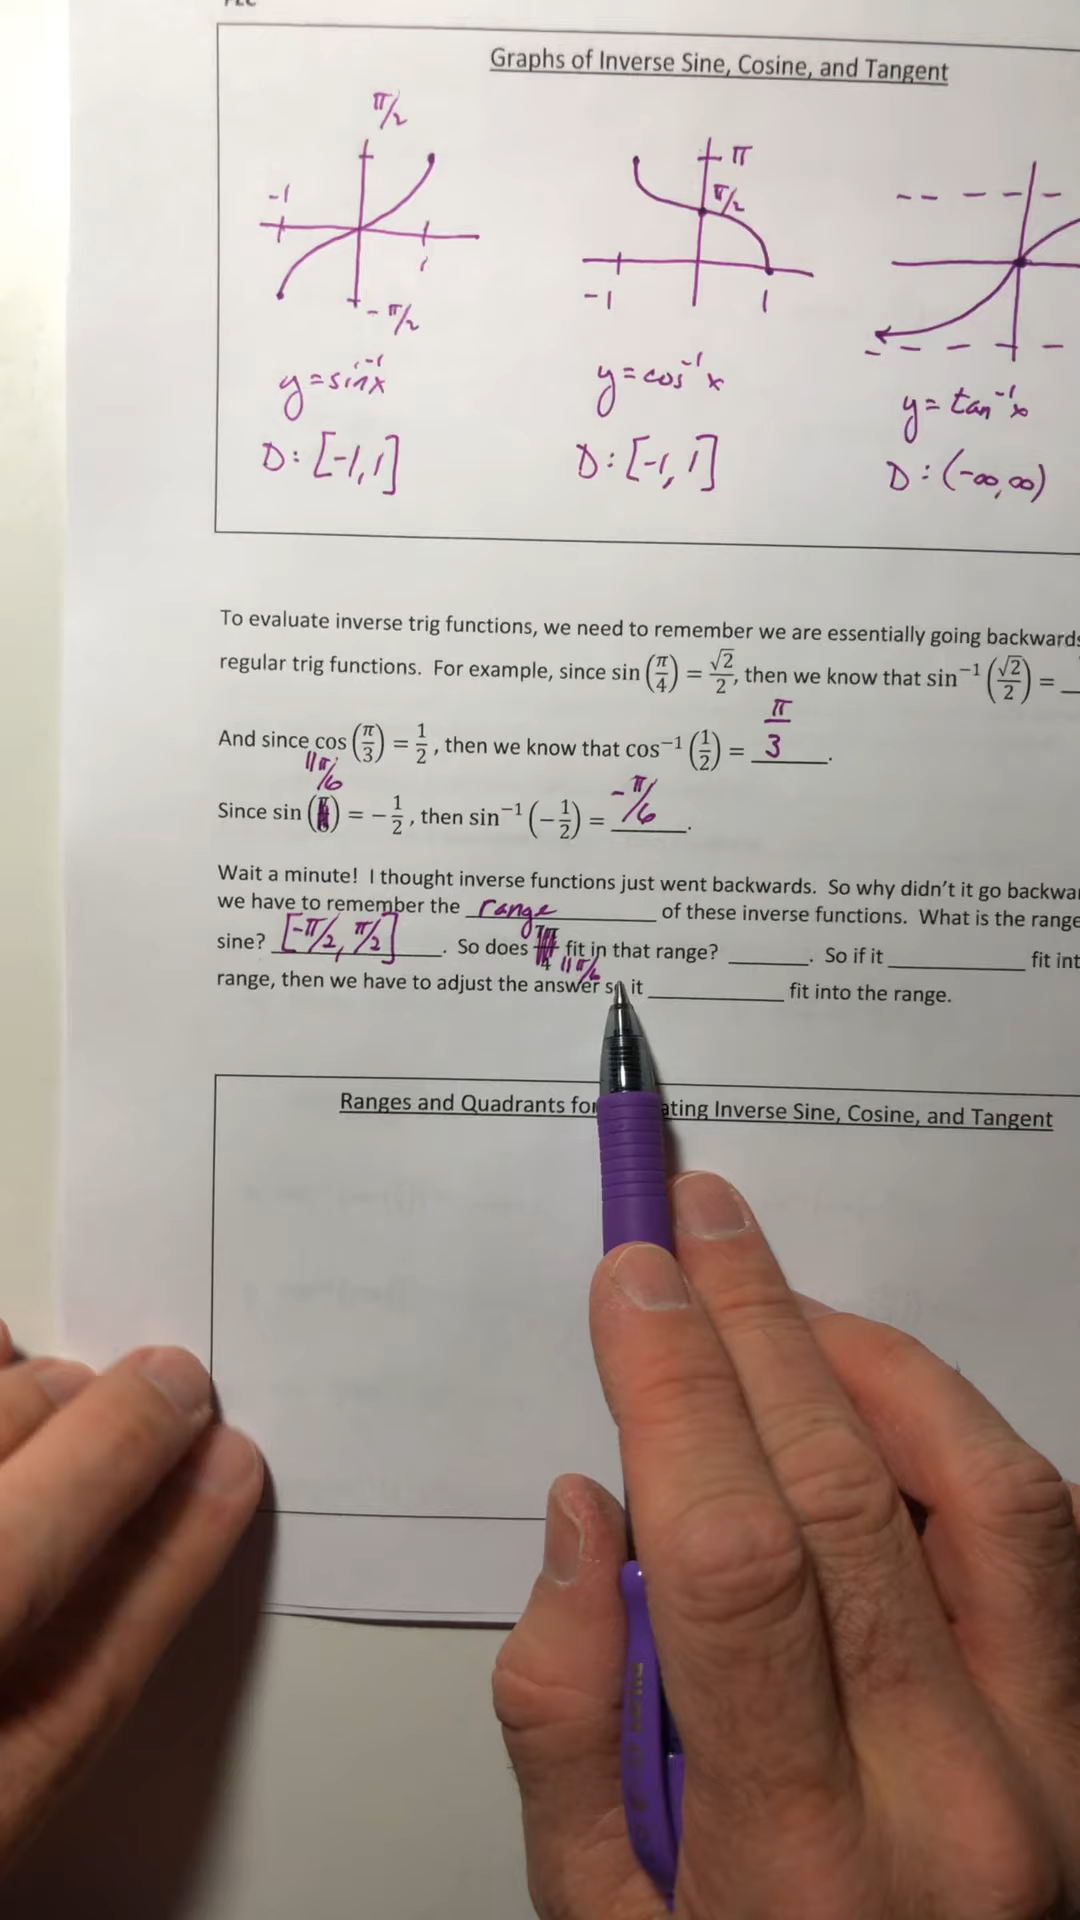 Graphs of Inverse Sine, Cosine, and Tangent
π/2
-1
1
-π/2
y = sin⁻¹x
D: [-1, 1]
π
π/2
-1
1
y = cos⁻¹x
D: [-1, 1]
y = tan⁻¹x
D: (-∞, ∞)
To evaluate inverse trig functions, we need to remember we are essentially going backwards
regular trig functions. For example, since sin (π/4) = √2/2, then we know that sin⁻¹ (√2/2) = __
And since cos (π/3) = 1/2, then we know that cos⁻¹ (1/2) = π/3.
11π/6
Since sin ( ) = −1/2, then sin⁻¹ (−1/2) = -π/6.
Wait a minute! I thought inverse functions just went backwards. So why didn't it go
we have to remember the range of these inverse functions. What is the range
sine? [-π/2, π/2]. So does fit in that range? ________. So if it ____________ fit
11π/6
range, then we have to adjust the answer so it ____________ fit into the range.
Ranges and Quadrants for Inverse Sine, Cosine, and Tangent